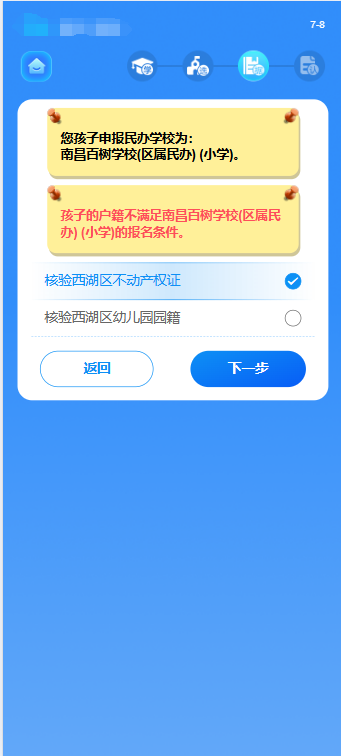 7-8
您孩子申报民办学校为：
南昌百树学校(区属民办) (小学)。
孩子的户籍不满足南昌百树学校(区属民
办) (小学)的报名条件。
核验西湖区不动产权证
核验西湖区幼儿园园籍
返回
下一步